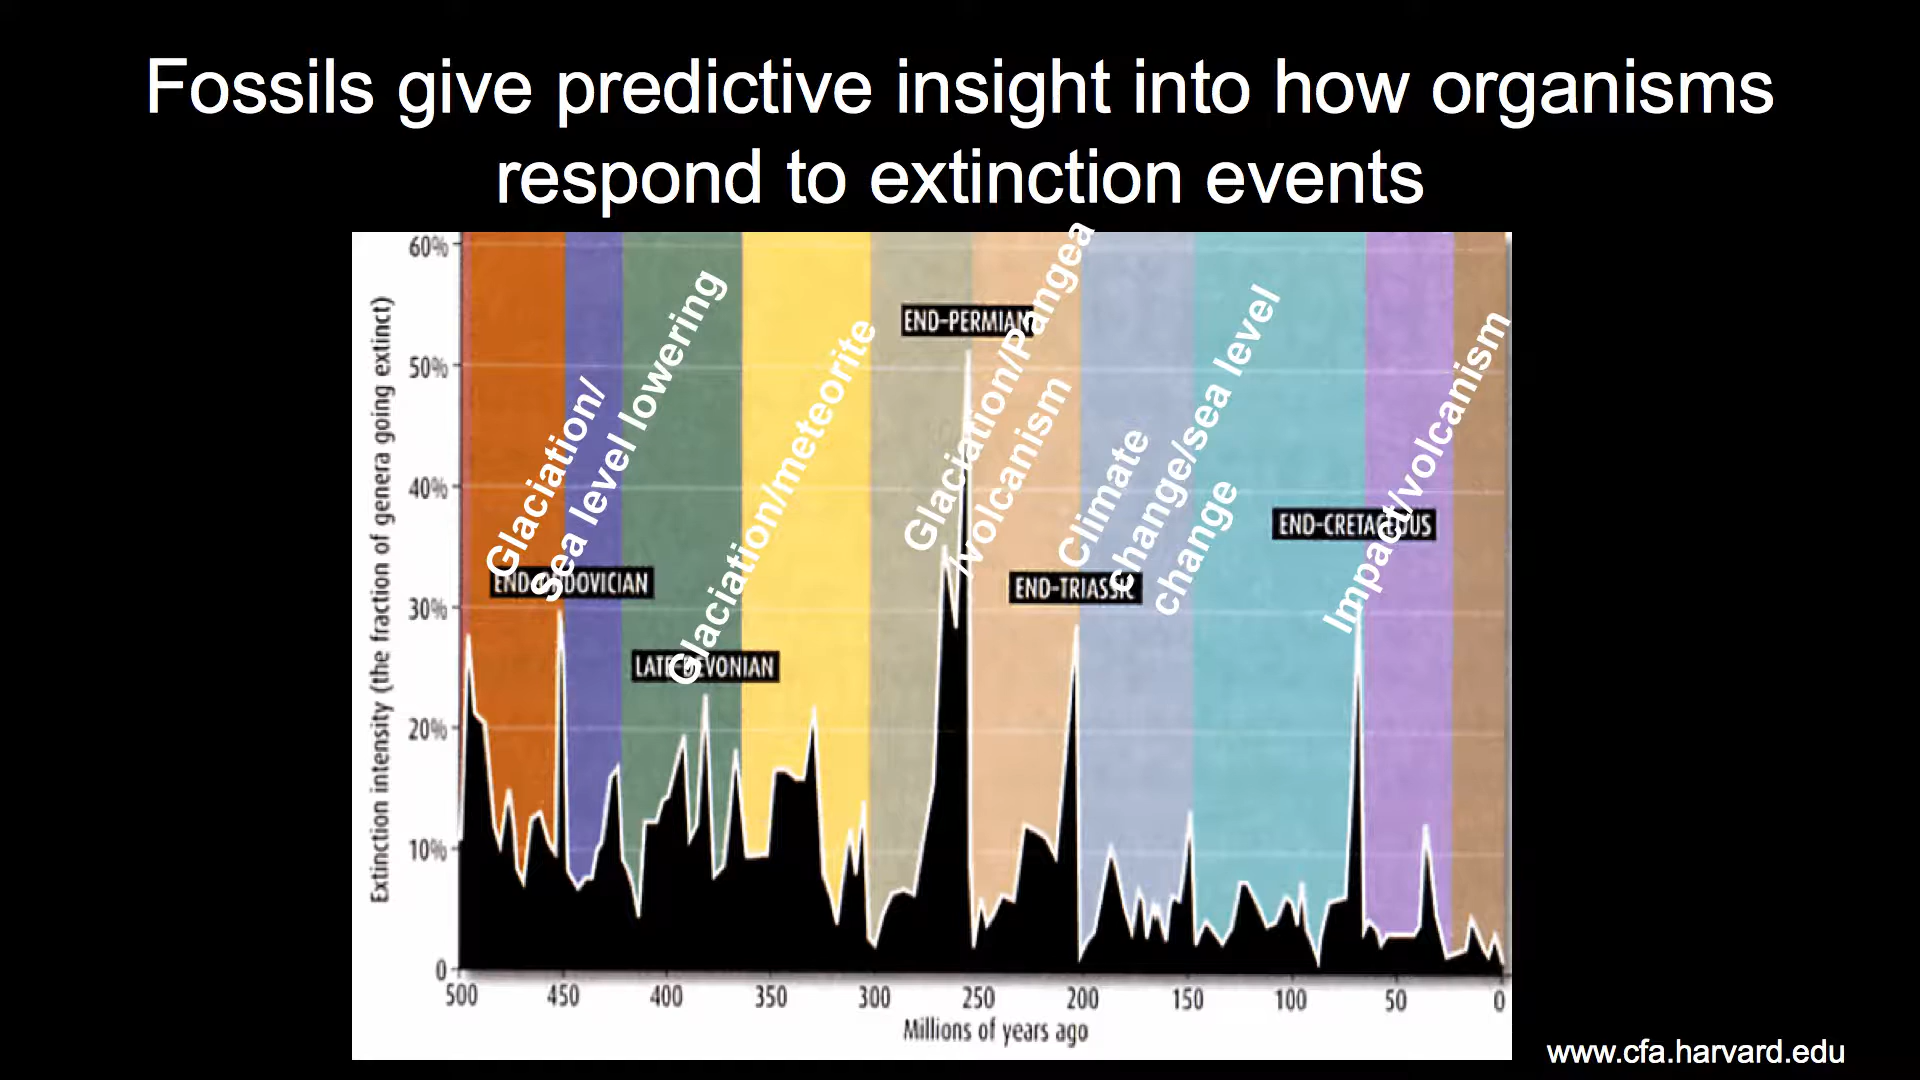 Fossils give predictive insight into how organisms
respond to extinction events
60%
50%
40%
30%
20%
10%
0
Extinction intensity (the fraction of genera going extinct)
END-ORDOVICIAN
Glaciation/
Sea level lowering
LATE-DEVONIAN
Glaciation/meteorite
END-PERMIAN
Glaciation/Pangea
/volcanism
END-TRIASSIC
Climate
change/sea level
change
END-CRETACEOUS
Impact/volcanism
500 450 400 350 300 250 200 150 100 50 0
Millions of years ago
www.cfa.harvard.edu